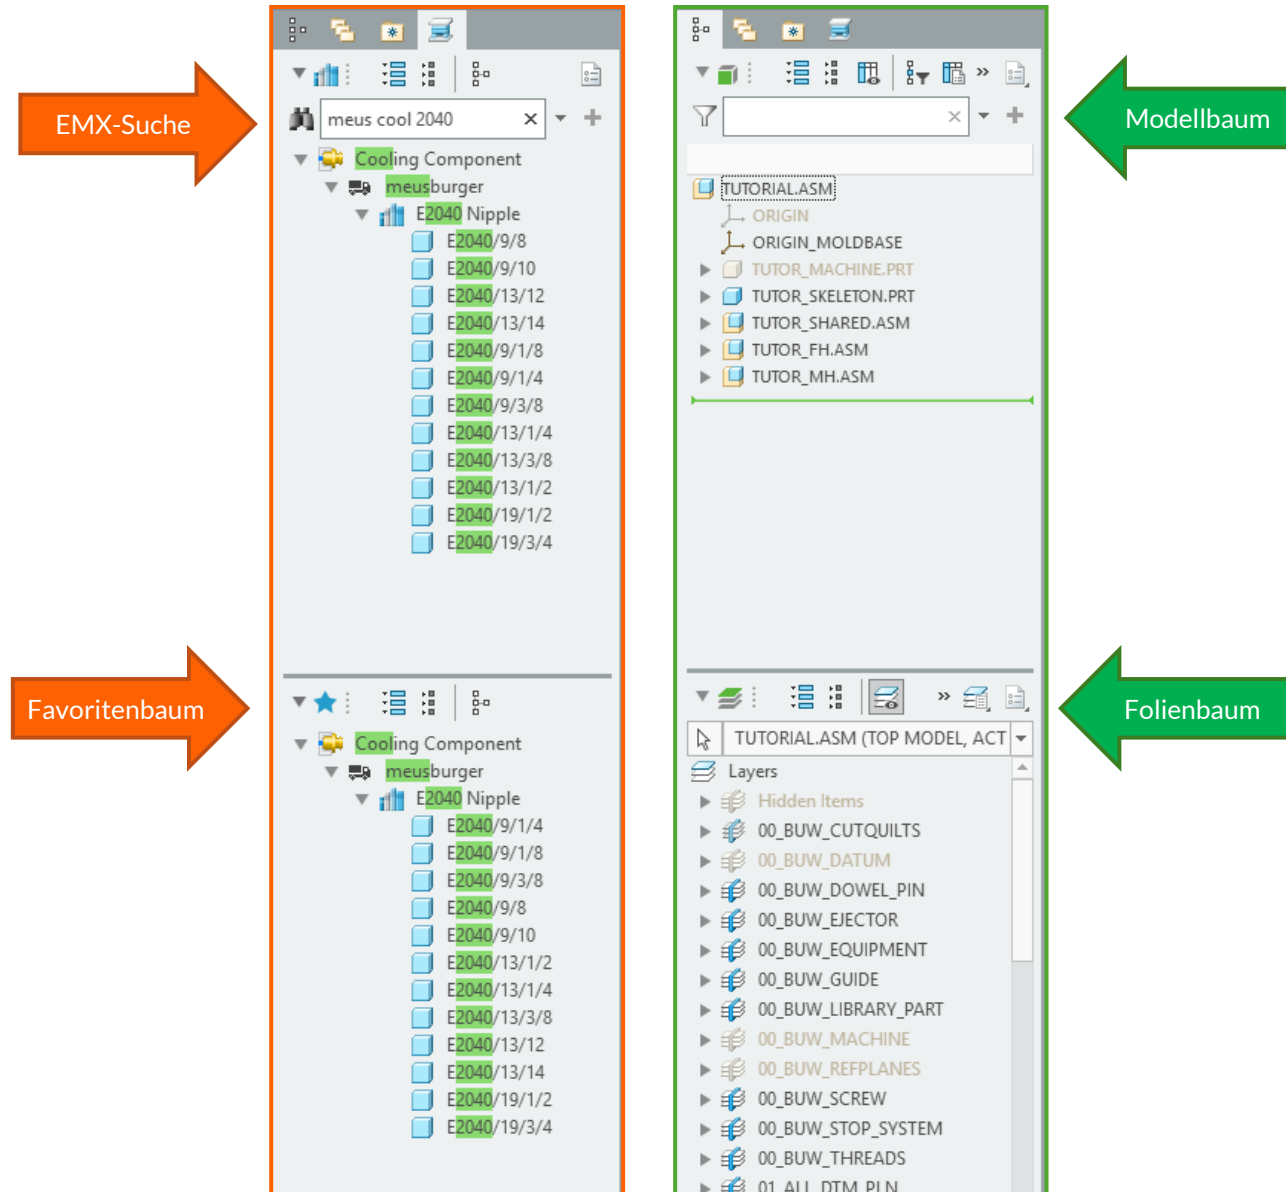 EMX-Suche
meus cool 2040
Cooling Component
meusburger
E2040 Nipple
E2040/9/8
E2040/9/10
E2040/13/12
E2040/13/14
E2040/9/1/8
E2040/9/1/4
E2040/9/3/8
E2040/13/1/4
E2040/13/3/8
E2040/13/1/2
E2040/19/1/2
E2040/19/3/4
Favoritenbaum
Cooling Component
meusburger
E2040 Nipple
E2040/9/1/4
E2040/9/1/8
E2040/9/3/8
E2040/9/8
E2040/9/10
E2040/13/1/2
E2040/13/1/4
E2040/13/3/8
E2040/13/12
E2040/13/14
E2040/19/1/2
E2040/19/3/4
Modellbaum
TUTORIAL.ASM
ORIGIN
ORIGIN_MOLDBASE
TUTOR_MACHINE.PRT
TUTOR_SKELETON.PRT
TUTOR_SHARED.ASM
TUTOR_FH.ASM
TUTOR_MH.ASM
Folienbaum
TUTORIAL.ASM (TOP MODEL, ACT
Layers
Hidden Items
00_BUW_CUTQUILTS
00_BUW_DATUM
00_BUW_DOWEL_PIN
00_BUW_EJECTOR
00_BUW_EQUIPMENT
00_BUW_GUIDE
00_BUW_LIBRARY_PART
00_BUW_MACHINE
00_BUW_REFPLANES
00_BUW_SCREW
00_BUW_STOP_SYSTEM
00_BUW_THREADS
01_ALL_DTM_PLN